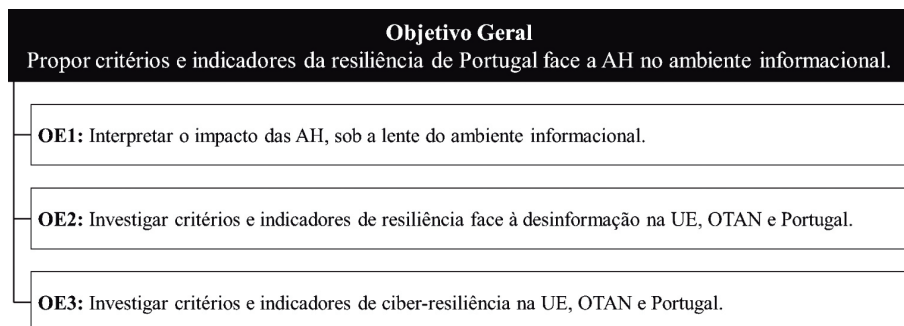 Objetivo Geral
Propor critérios e indicadores da resiliência de Portugal face a AH no ambiente informacional.
OE1: Interpretar o impacto das AH, sob a lente do ambiente informacional.
OE2: Investigar critérios e indicadores de resiliência face à desinformação na UE, OTAN e Portugal.
OE3: Investigar critérios e indicadores de ciber-resiliência na UE, OTAN e Portugal.